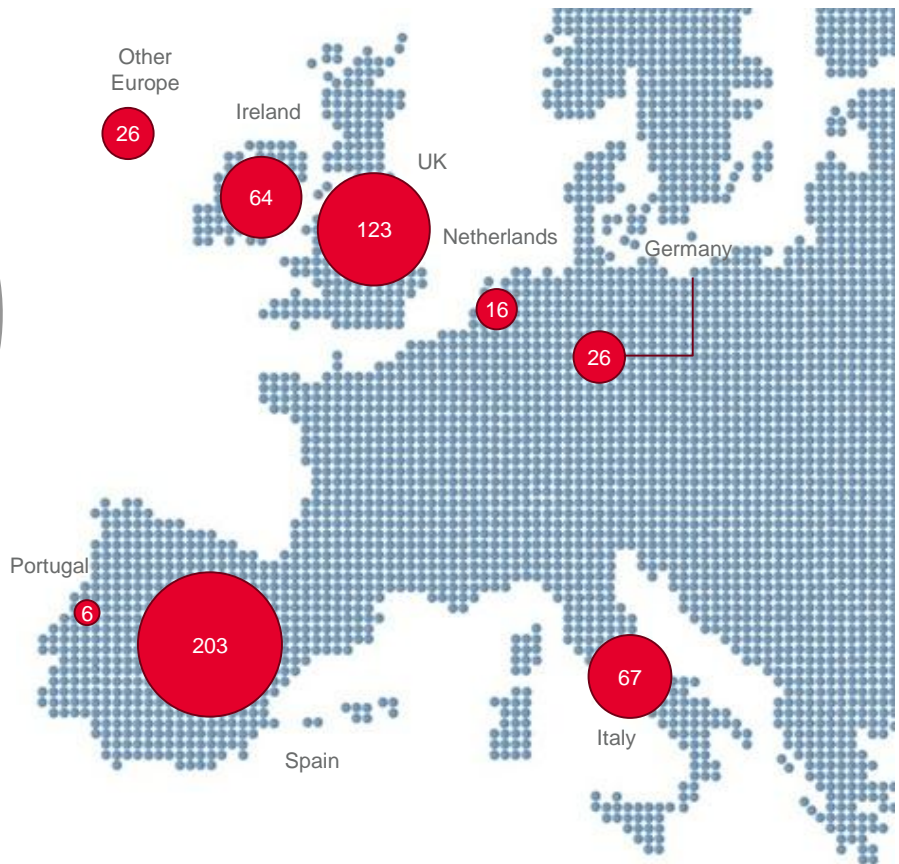 Other
Europe
26
Ireland
64
UK
123
Netherlands
16
Germany
26
Portugal
6
203
Spain
67
Italy